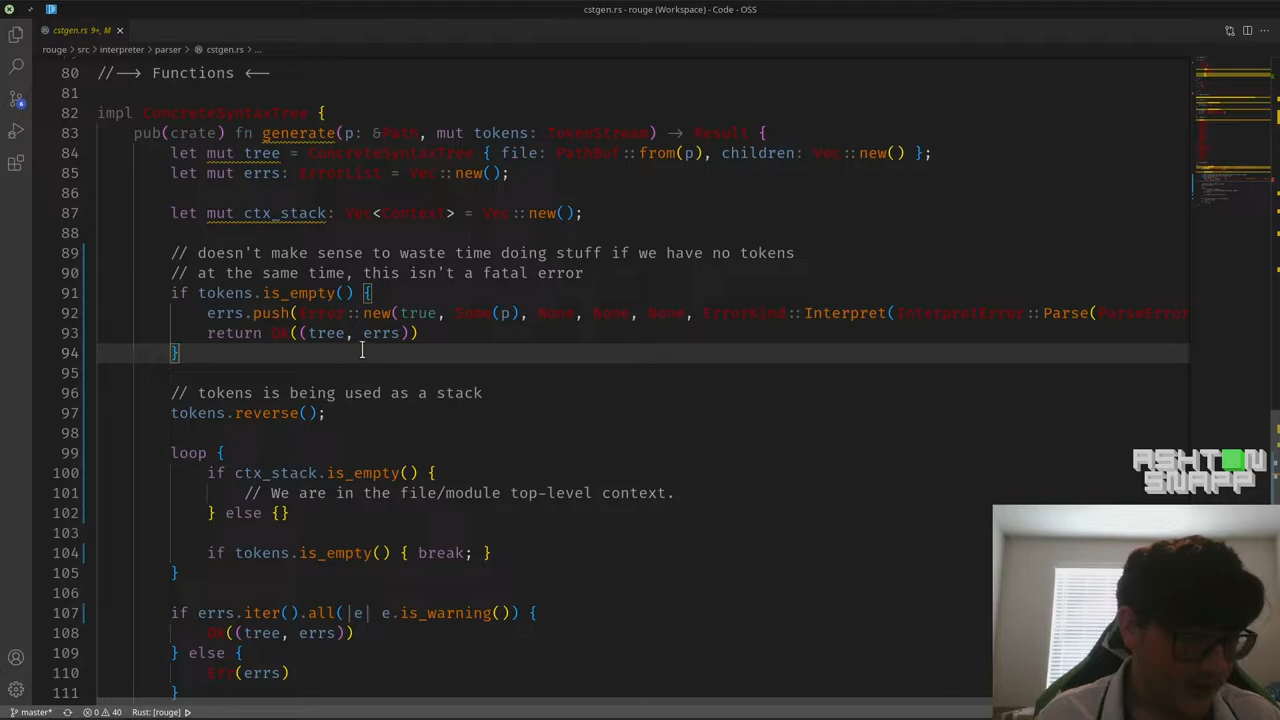 cstgen.rs - rouge (Workspace) - Code - OSS
cstgen.rs 9+, M
rouge > src > interpreter > parser > cstgen.rs > ...
80 //--> Functions <--
81
82 impl ConcreteSyntaxTree {
83 pub(crate) fn generate(p: &Path, mut tokens: TokenStream) -> Result {
84 let mut tree = ConcreteSyntaxTree { file: PathBuf::from(p), children: Vec::new() };
85 let mut errs: ErrorList = Vec::new();
86
87 let mut ctx_stack: Vec<Context> = Vec::new();
88
89 // doesn't make sense to waste time doing stuff if we have no tokens
90 // at the same time, this isn't a fatal error
91 if tokens.is_empty() {
92 errs.push(Error::new(true, Some(p), None, None, None, ErrorKind::Interpret(InterpretError::Parse(ParseError
93 return Ok((tree, errs))
94 }
95
96 // tokens is being used as a stack
97 tokens.reverse();
98
99 loop {
100 if ctx_stack.is_empty() {
101 // We are in the file/module top-level context.
102 } else {}
103
104 if tokens.is_empty() { break; }
105 }
106
107 if errs.iter().all(| e.is_warning()) {
108 Ok((tree, errs))
109 } else {
110 Err(errs)
111 }
ASHTON
SNAPP
6
master* 0 40 Rust: [rouge]